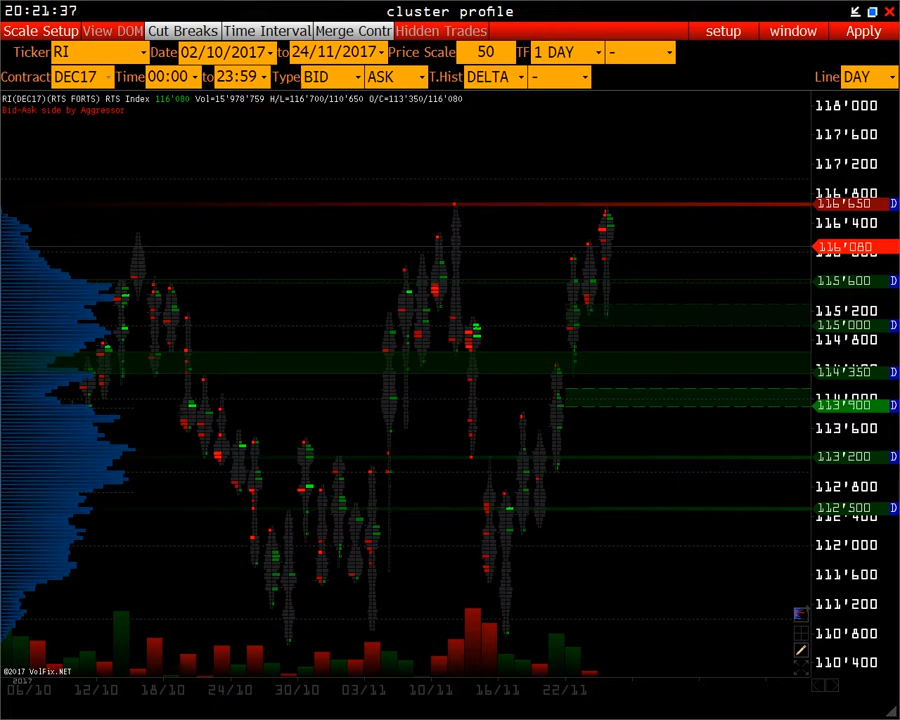 20:21:37 cluster profile
Scale Setup View DOM Cut Breaks Time Interval Merge Contr Hidden Trades setup window Apply
Ticker RI Date 02/10/2017 to 24/11/2017 Price Scale 50 TF 1 DAY -
Contract DEC17 Time 00:00 to 23:59 Type BID ASK T.Hist DELTA - Line DAY
RI(DEC17)(RTS FORTS) RTS Index 116'080 Vol=15'978'759 H/L=116'700/110'650 O/C=113'350/116'080
Bid-Ask side by Aggressor
118'000
117'600
117'200
116'800
116'650 D
116'400
116'080
115'600 D
115'200
115'000 D
114'800
114'350 D
113'900 D
113'600
113'200 D
112'800
112'500 D
112'400
112'000
111'600
111'200
110'800
110'400
©2017 VolFix.NET
2017
06/10 12/10 18/10 24/10 30/10 03/11 10/11 16/11 22/11